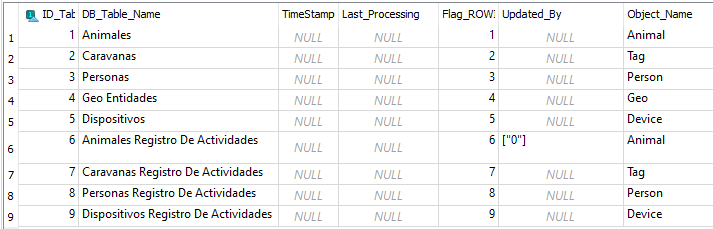 ID_Tab DB_Table_Name TimeStamp Last_Processing Flag_ROWI Updated_By Object_Name
1 1 Animales NULL NULL 1 NULL Animal
2 2 Caravanas NULL NULL 2 NULL Tag
3 3 Personas NULL NULL 3 NULL Person
4 4 Geo Entidades NULL NULL 4 NULL Geo
5 5 Dispositivos NULL NULL 5 NULL Device
6 6 Animales Registro De Actividades NULL NULL 6 ["0"] Animal
7 7 Caravanas Registro De Actividades NULL NULL 7 NULL Tag
8 8 Personas Registro De Actividades NULL NULL 8 NULL Person
9 9 Dispositivos Registro De Actividades NULL NULL 9 NULL Device